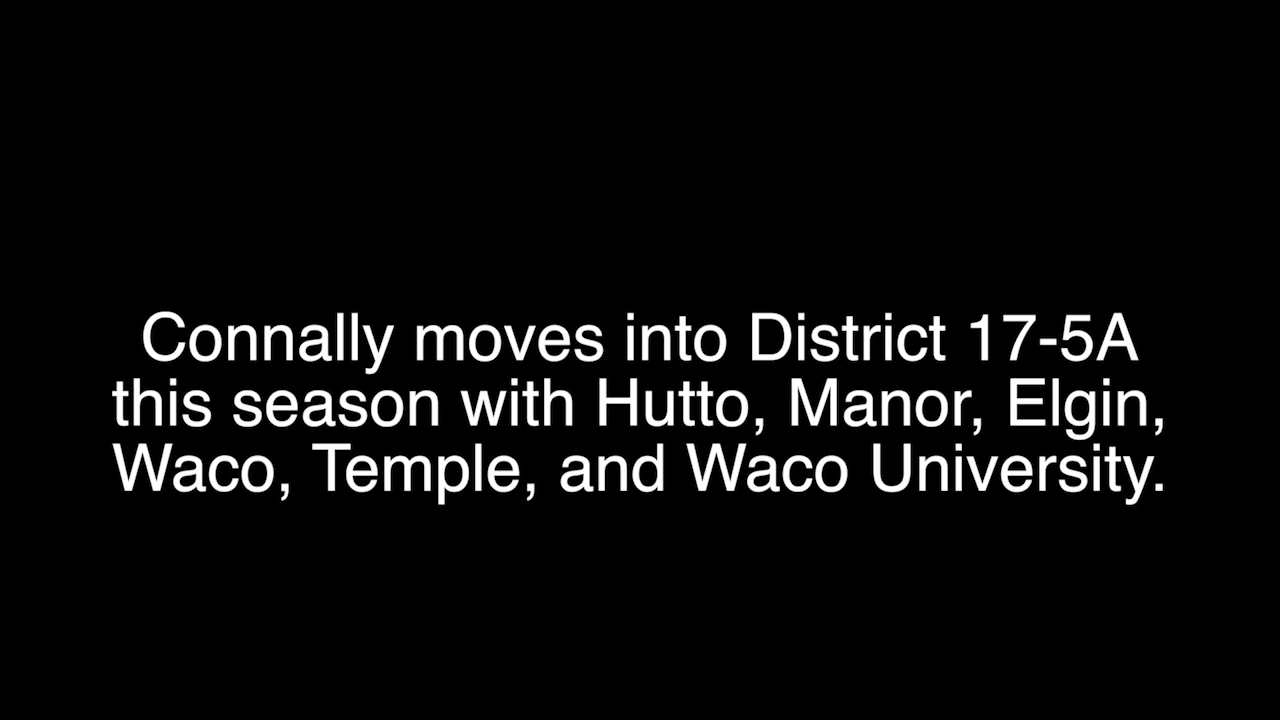 Connally moves into District 17-5A
this season with Hutto, Manor, Elgin,
Waco, Temple, and Waco University.